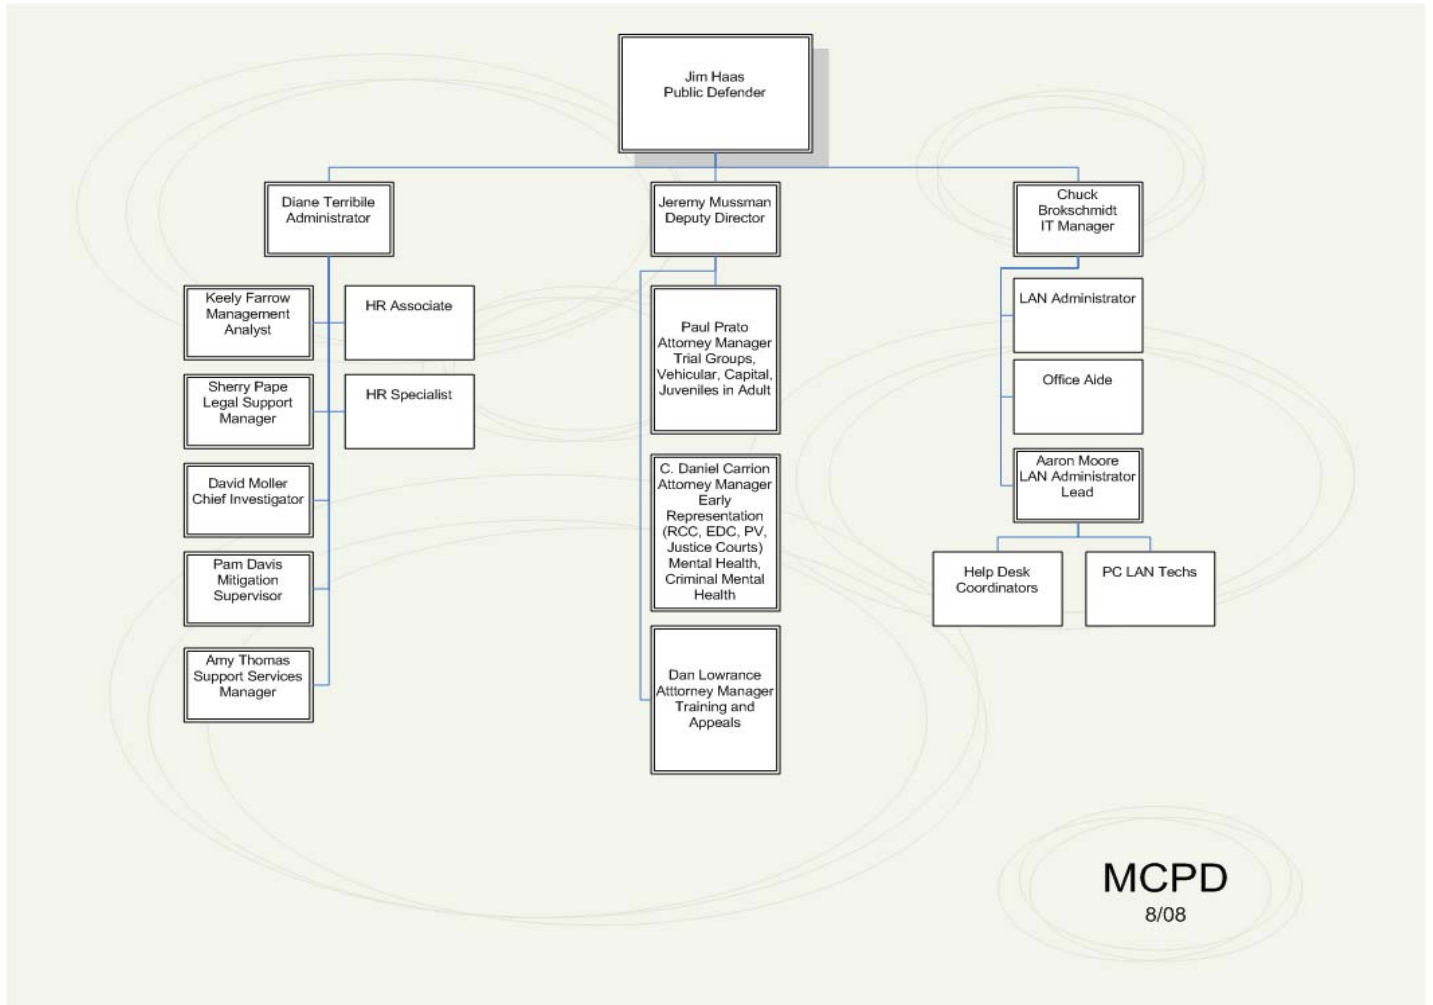 Jim Haas
Public Defender
Diane Terribile
Administrator
Jeremy Mussman
Deputy Director
Chuck
Brokschmidt
IT Manager
Keely Farrow
Management
Analyst
HR Associate
Sherry Pape
Legal Support
Manager
HR Specialist
David Moller
Chief Investigator
Pam Davis
Mitigation
Supervisor
Amy Thomas
Support Services
Manager
Paul Prato
Attorney Manager
Trial Groups,
Vehicular, Capital,
Juveniles in Adult
C. Daniel Carrion
Attorney Manager
Early
Representation
(RCC, EDC, PV,
Justice Courts)
Mental Health,
Criminal Mental
Health
Dan Lowrance
Atttorney Manager
Training and
Appeals
LAN Administrator
Office Aide
Aaron Moore
LAN Administrator
Lead
Help Desk
Coordinators
PC LAN Techs
MCPD
8/08